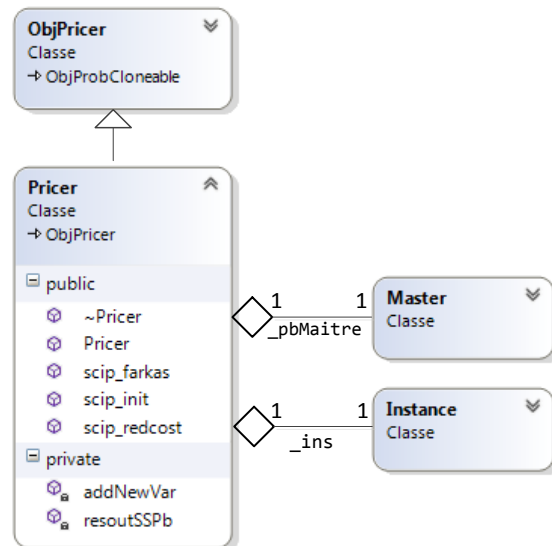 ObjPricer
Classe
ObjProbCloneable
Pricer
Classe
ObjPricer
public
~Pricer
Pricer
scip_farkas
scip_init
scip_redcost
private
addNewVar
resoutSSPb
1 1
_pbMaitre
Master
Classe
1 1
_ins
Instance
Classe